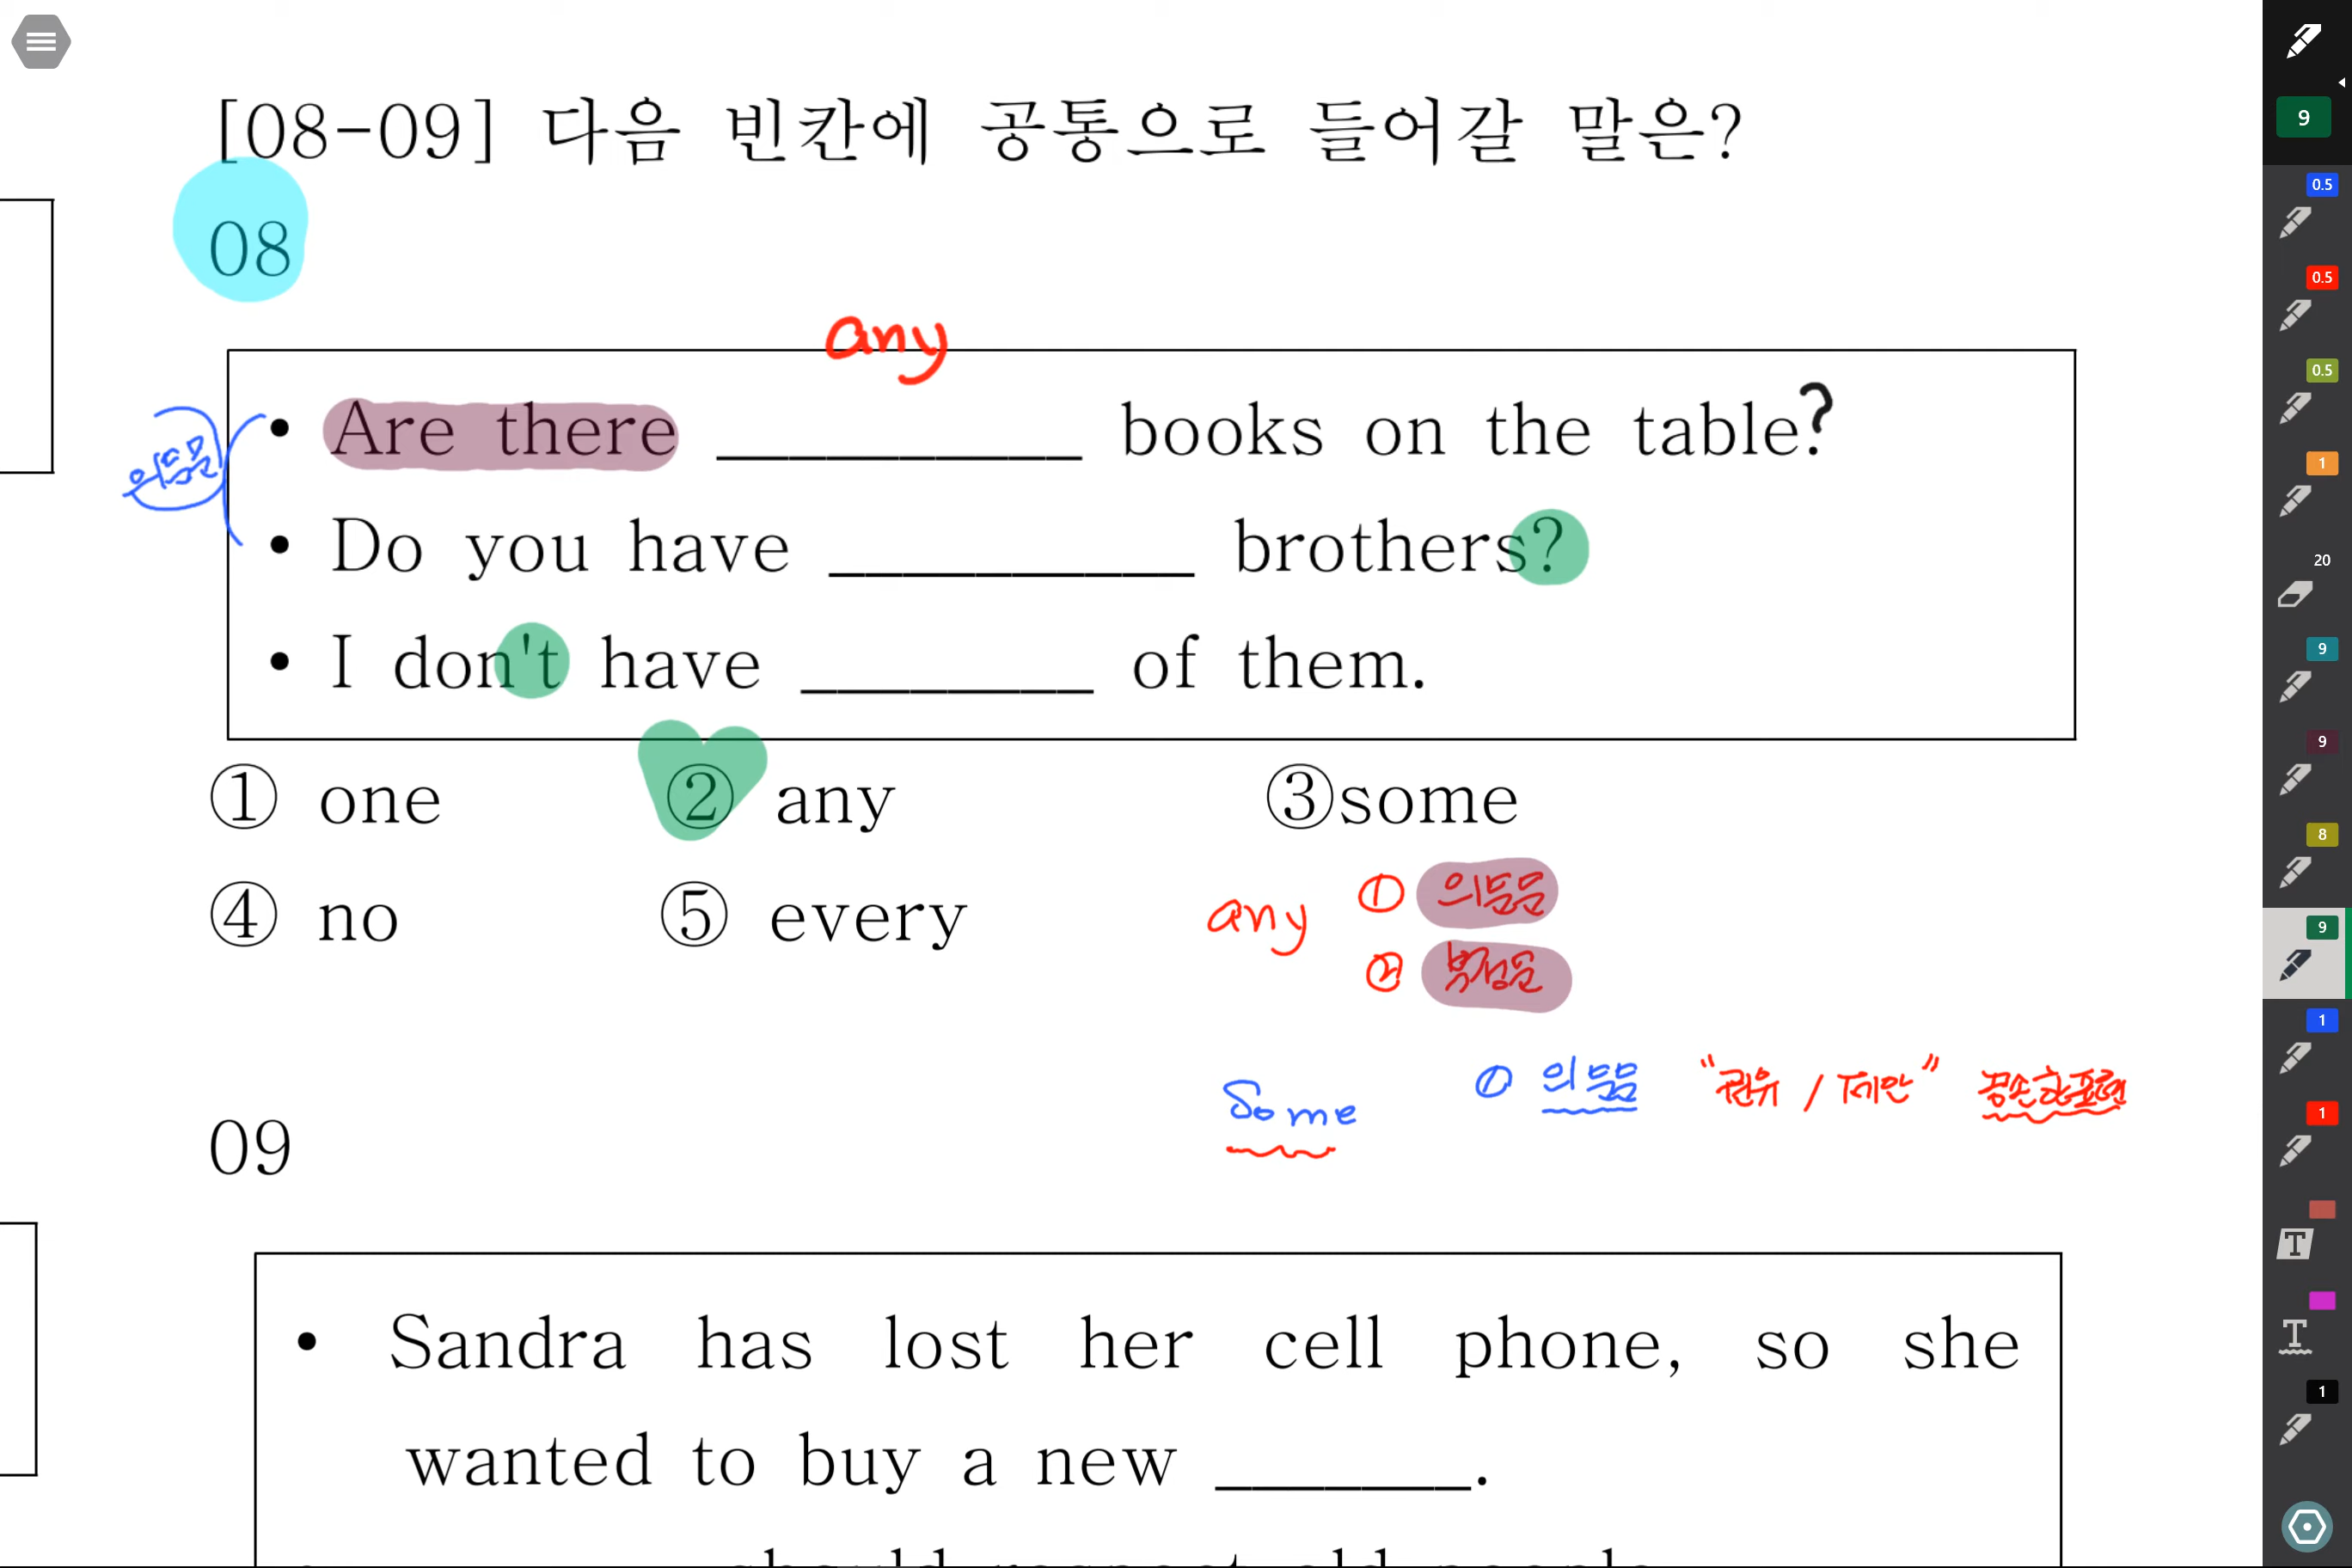 [08-09] 다음 빈칸에 공통으로 들어갈 말은?
08
any
• Are there __________ books on the table?
의문문
• Do you have __________ brothers?
• I don't have ________ of them.
① one ② any ③some
④ no ⑤ every
any ① 의문문
② 부정문
Some ① 의문문 "권유 / 제안" 공손한표현
09
• Sandra has lost her cell phone, so she
wanted to buy a new _______.
9
0.5
0.5
0.5
1
20
9
9
8
9
1
1
T
T
1